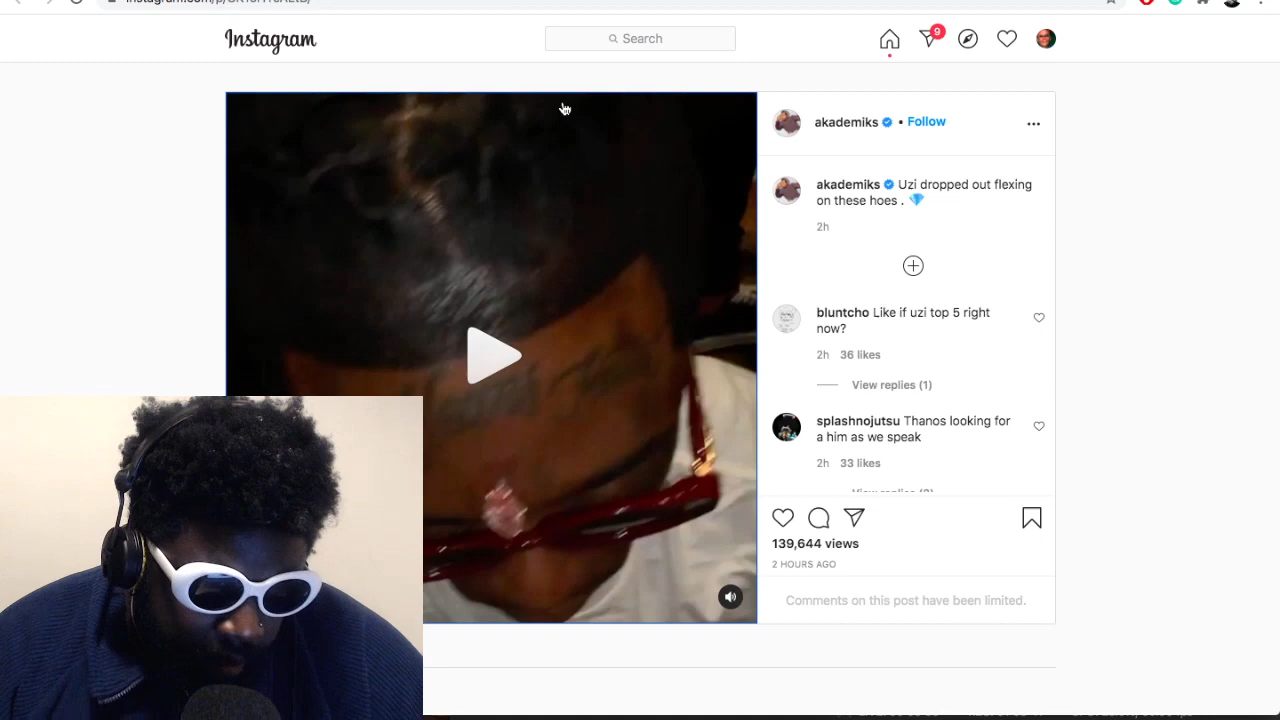 Instagram
Search
9
akademiks • Follow
akademiks Uzi dropped out flexing
on these hoes . 💎
2h
bluntcho Like if uzi top 5 right
now?
2h 36 likes
View replies (1)
splashnojutsu Thanos looking for
a him as we speak
2h 33 likes
139,644 views
2 HOURS AGO
Comments on this post have been limited.